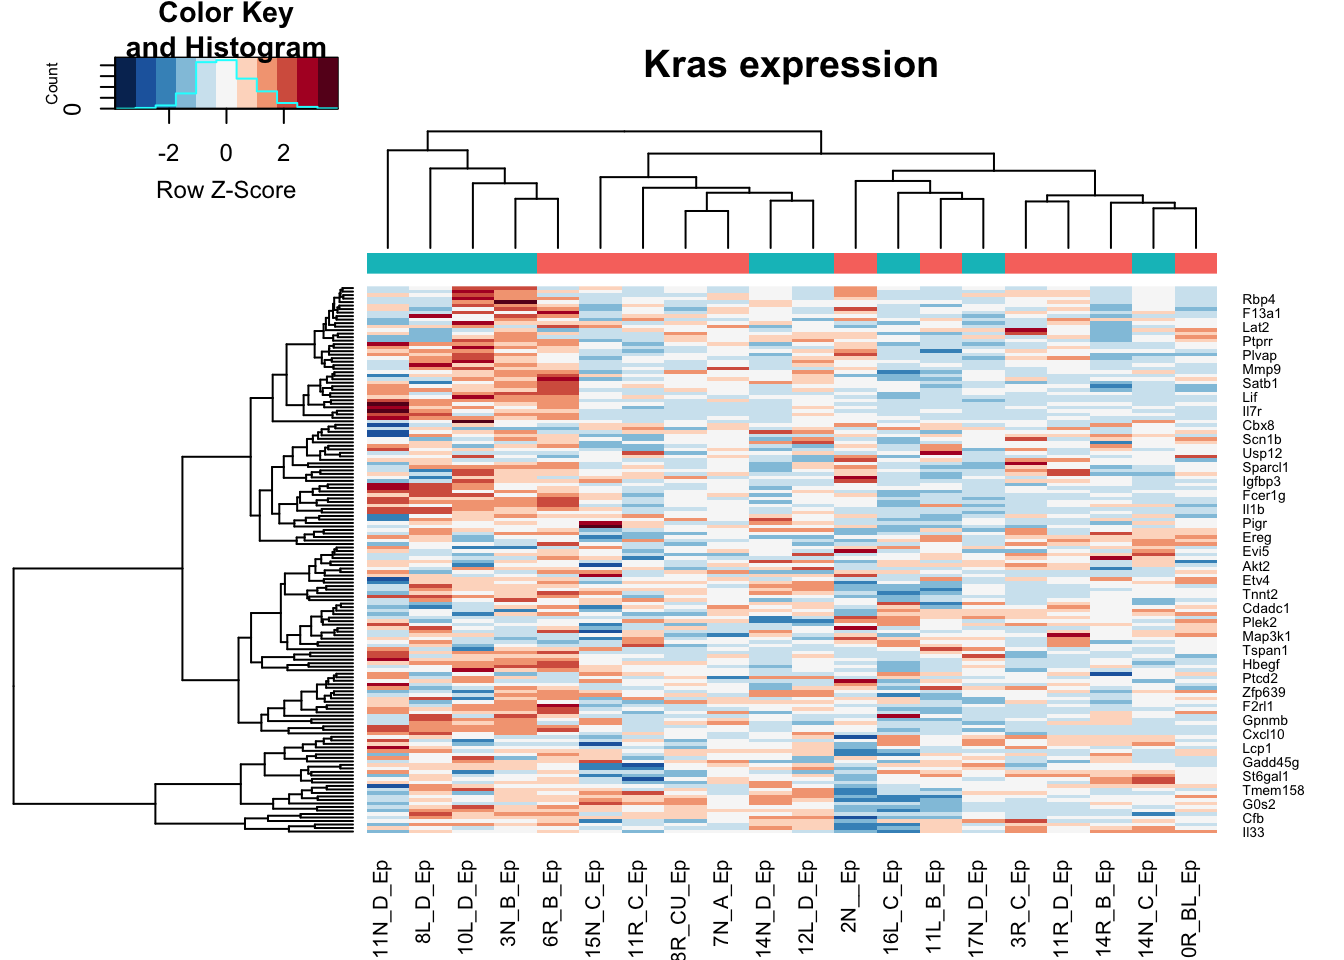 Color Key
and Histogram
Count
0
-2 0 2
Row Z-Score
Kras expression
Rbp4
F13a1
Lat2
Ptprr
Plvap
Mmp9
Satb1
Lif
Il7r
Cbx8
Scn1b
Usp12
Sparcl1
Igfbp3
Fcer1g
Il1b
Pigr
Ereg
Evi5
Akt2
Etv4
Tnnt2
Cdadc1
Plek2
Map3k1
Tspan1
Hbegf
Ptcd2
Zfp639
F2rl1
Gpnmb
Cxcl10
Lcp1
Gadd45g
St6gal1
Tmem158
G0s2
Cfb
Il33
11N_D_Ep
8L_D_Ep
10L_D_Ep
3N_B_Ep
6R_B_Ep
15N_C_Ep
11R_C_Ep
8R_CU_Ep
7N_A_Ep
14N_D_Ep
12L_D_Ep
2N__Ep
16L_C_Ep
11L_B_Ep
17N_D_Ep
3R_C_Ep
11R_D_Ep
14R_B_Ep
14N_C_Ep
0R_BL_Ep